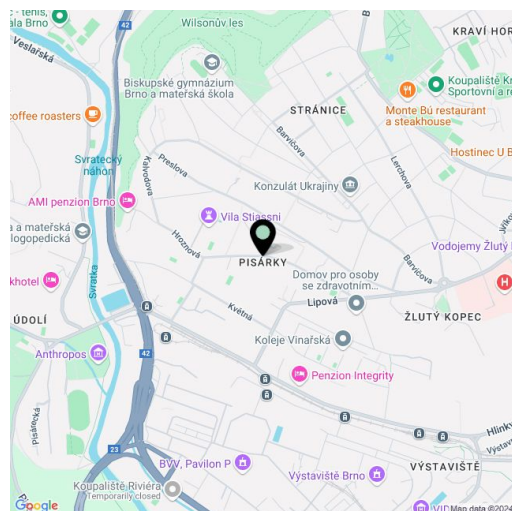 c - tenis,
ala Brno
42
Wilsonův les
B
KRAVÍ HOR
Veslařská
Biskupské gymnázium
Brno a mateřská škola
Koupaliště Kr
Sportovní a re
STRÁNICE
Monte Bú restaurant
a steakhouse
coffee roasters
Barvičova
Hostinec U B
Svratecký
náhon
Kalvodova
Preslova
Lerchova
Konzulát Ukrajiny
AMI penzion Brno
Vila Stiassni
a a mateřská
logopedická
Hroznová
Vodojemy Žlutý
PISÁRKY
Barvičova
Svratka
Domov pro osoby
se zdravotním...
khotel
H
Lipová
Květná
ŽLUTÝ KOPEC
ÚDOLÍ
Koleje Vinařská
Anthropos
42
Penzion Integrity
Pisárecká
Hlinky
Výstav
23
BVV, Pavilon P
Výstaviště Brno
VÝSTAVIŠTĚ
Koupaliště Riviéra
Temporarily closed
Google
VID
Map data ©2024